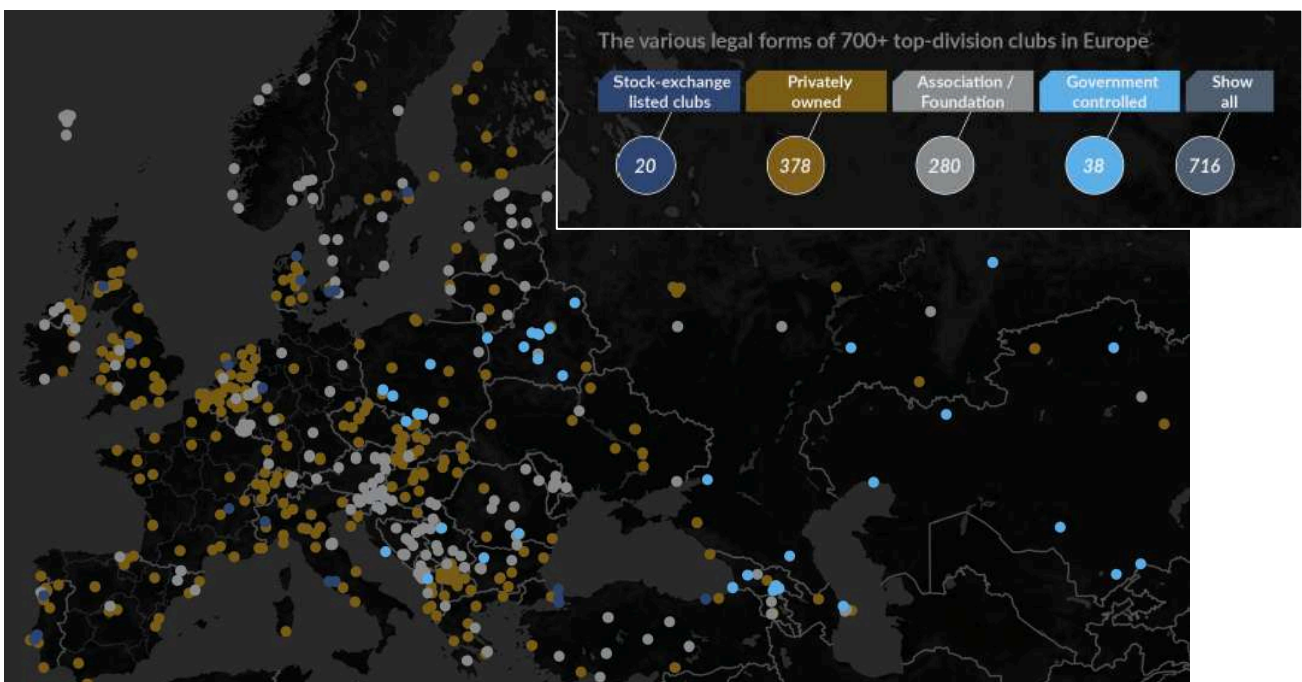 The various legal forms of 700+ top-division clubs in Europe
Stock-exchange
listed clubs
Privately
owned
Association /
Foundation
Government
controlled
Show
all
20
378
280
38
716